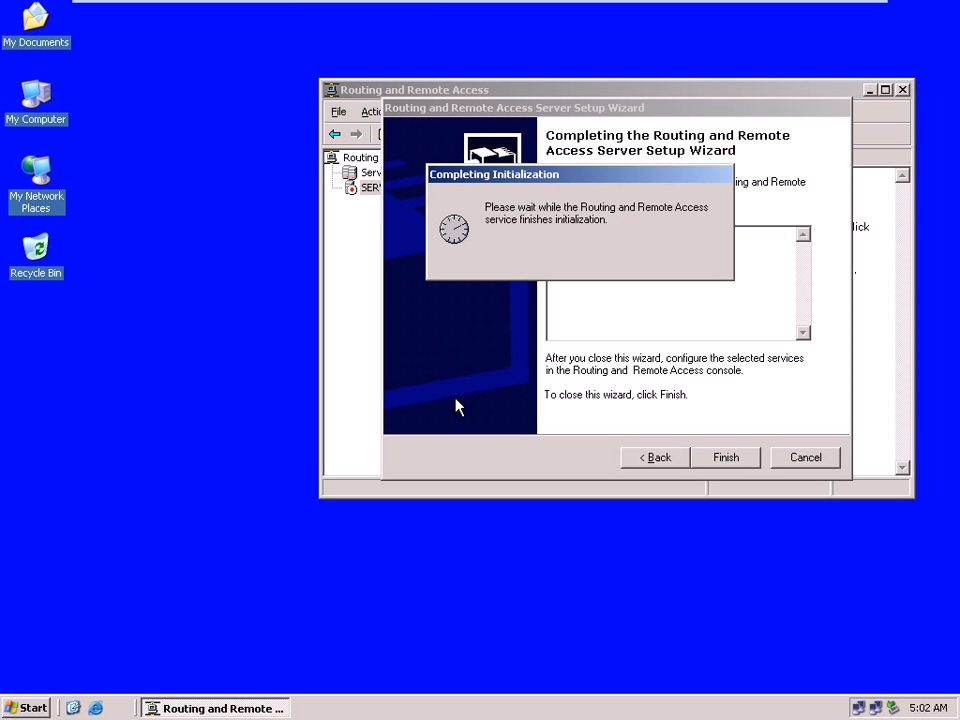 My Documents
My Computer
My Network
Places
Recycle Bin
Routing and Remote Access
File
Routing and Remote Access Server Setup Wizard
Completing the Routing and Remote
Access Server Setup Wizard
Routing
Completing Initialization
Please wait while the Routing and Remote Access
service finishes initialization.
and Remote
After you close this wizard, configure the selected services
in the Routing and Remote Access console.
To close this wizard, click Finish.
< Back
Finish
Cancel
Start
Routing and Remote ...
5:02 AM